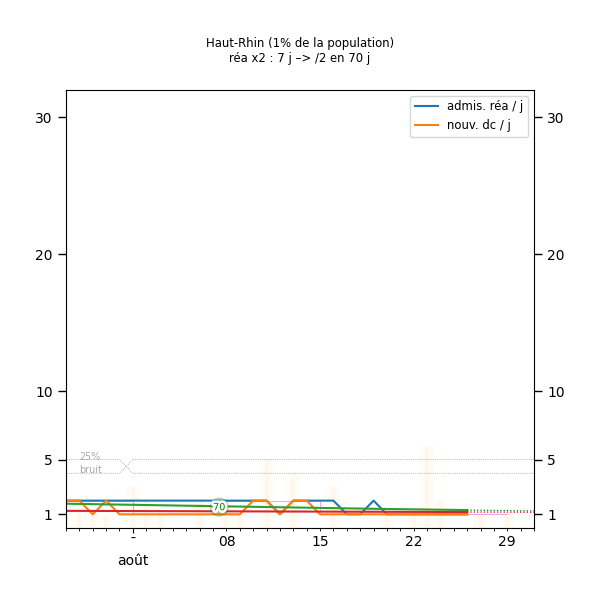 Haut-Rhin (1% de la population)
réa x2 : 7 j –> /2 en 70 j
admis. réa / j
nouv. dc / j
30
30
20
20
10
10
5
5
25%
bruit
70
1
1
-
08
15
22
29
août